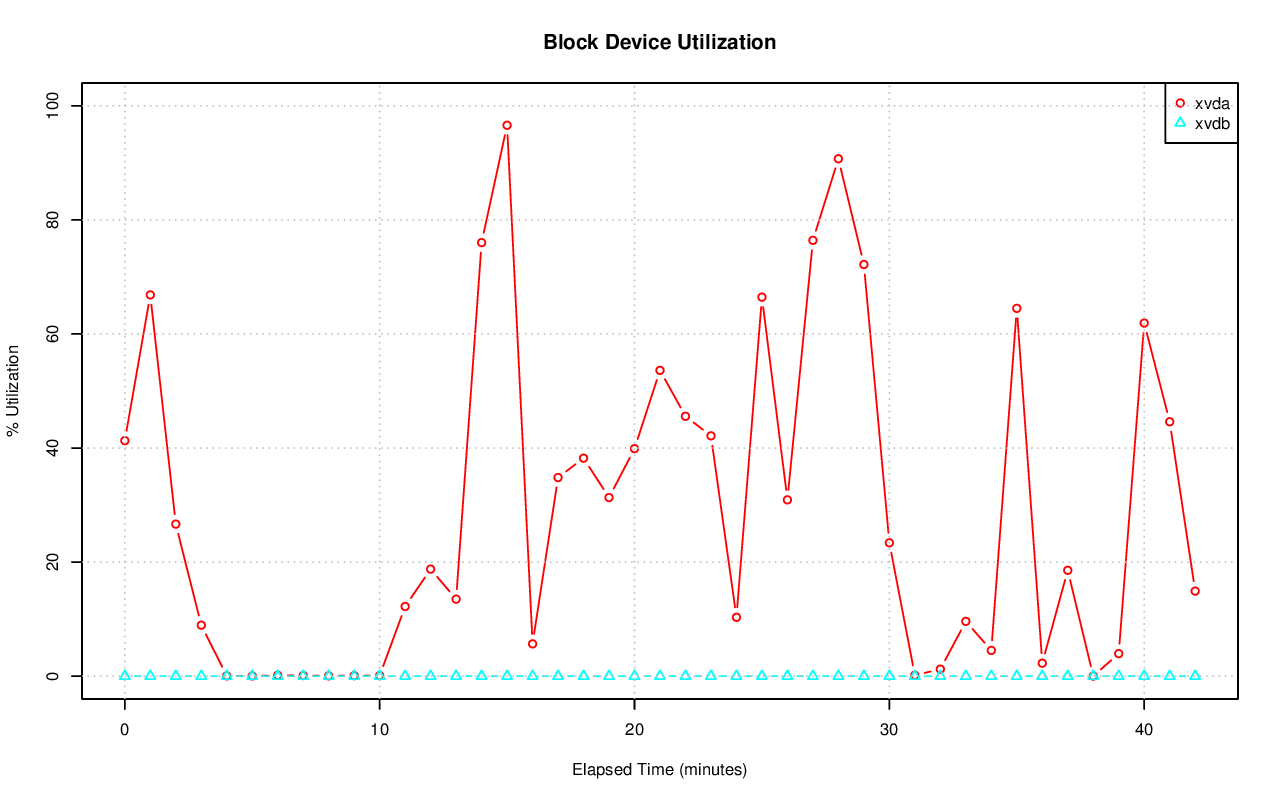 Block Device Utilization
xvda
xvdb
% Utilization
100
80
60
40
20
0
0 10 20 30 40
Elapsed Time (minutes)